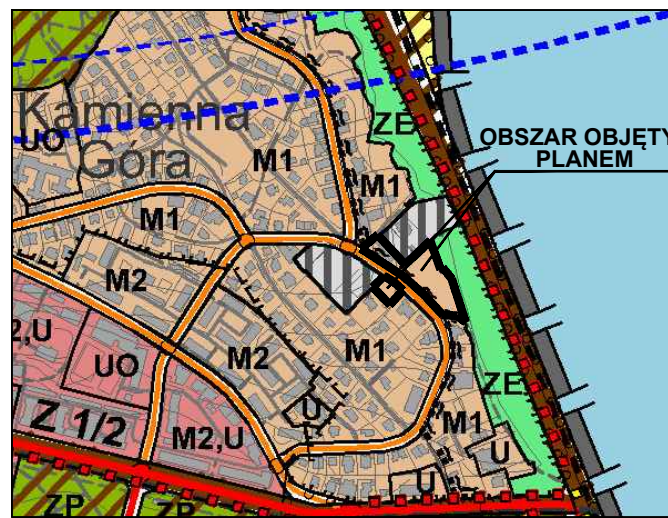 Kamienna
Góra
UO
ZE
OBSZAR OBJĘTY
PLANEM
M1
M1
M1
M2
M2,U
UO
M2
M1
ZE
Z 1/2
M2,U
U
M1
U
U
ZP
ZP